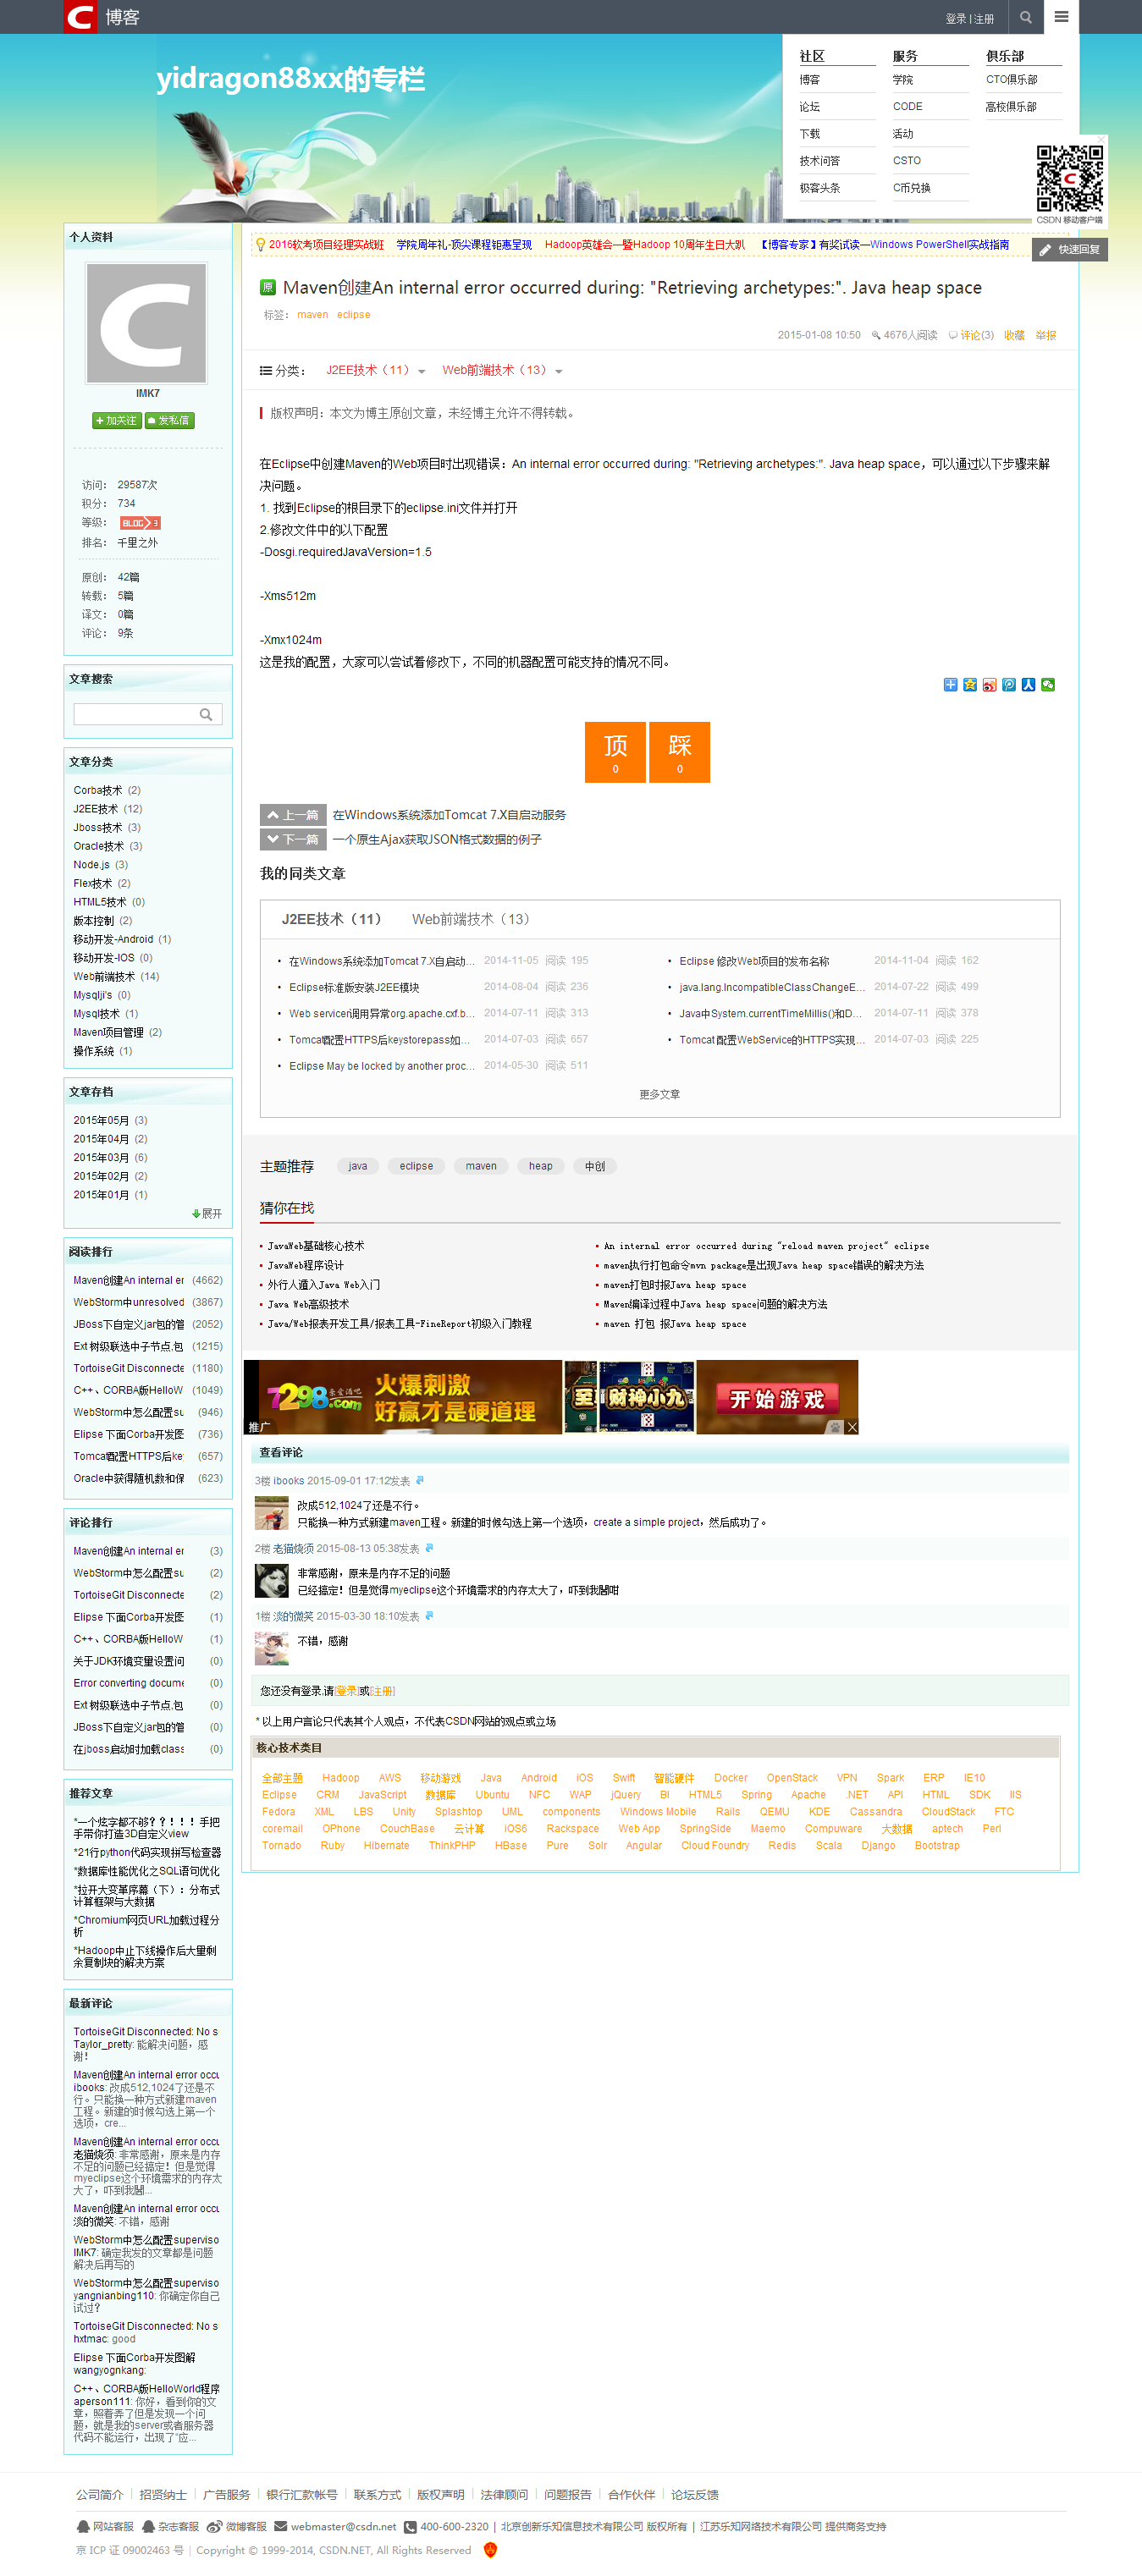 博客
登录 | 注册
yidragon88xx的专栏
社区 服务 俱乐部
博客 学院 CTO俱乐部
论坛 CODE 高校俱乐部
下载 活动
技术问答 CSTO
极客头条 C币兑换
CSDN 移动客户端
快速回复
个人资料
IMK7
加关注 发私信
访问： 29587次
积分： 734
等级： BLOG 3
排名： 千里之外
原创： 42篇
转载： 5篇
译文： 0篇
评论： 9条
文章搜索
文章分类
Corba技术 (2)
J2EE技术 (12)
Jboss技术 (3)
Oracle技术 (3)
Node.js (3)
Flex技术 (2)
HTML5技术 (0)
版本控制 (2)
移动开发-Android (1)
移动开发-IOS (0)
Web前端技术 (14)
Mysqlji's (0)
Mysql技术 (1)
Maven项目管理 (2)
操作系统 (1)
文章存档
2015年05月 (3)
2015年04月 (2)
2015年03月 (6)
2015年02月 (2)
2015年01月 (1)
展开
阅读排行
Maven创建An internal er (4662)
WebStorm中unresolved (3867)
JBoss下自定义jar包的管 (2052)
Ext 树级联选中子节点,包 (1215)
TortoiseGit Disconnecte (1180)
C++、CORBA版HelloW (1049)
WebStorm中怎么配置su (946)
Elipse 下面Corba开发图 (736)
Tomcat配置HTTPS后key (657)
Oracle中获得随机数和保 (623)
评论排行
Maven创建An internal er (3)
WebStorm中怎么配置su (2)
TortoiseGit Disconnecte (2)
Elipse 下面Corba开发图 (1)
C++、CORBA版HelloW (1)
关于JDK环境变量设置问 (0)
Error converting docume (0)
Ext 树级联选中子节点,包 (0)
JBoss下自定义jar包的管 (0)
在jboss启动时加载class (0)
推荐文章
*一个炫字都不够？？！！！手把
手带你打造3D自定义view
*21行python代码实现拼写检查器
*数据库性能优化之SQL语句优化
*拉开大变革序幕（下）：分布式
计算框架与大数据
*Chromium网页URL加载过程分
析
*Hadoop中止下线操作后大量剩
余复制块的解决方案
最新评论
TortoiseGit Disconnected: No s
Taylor_pretty: 能解决问题，感
谢！
Maven创建An internal error occu
ibooks: 改成512,1024了还是不
行。只能换一种方式新建maven
工程。新建的时候勾选上第一个
选项，cre...
Maven创建An internal error occu
老猫烧须: 非常感谢，原来是内存
不足的问题已经搞定！但是觉得
myeclipse这个环境需求的内存太
大了，吓到我醫...
Maven创建An internal error occu
淡的微笑: 不错，感谢
WebStorm中怎么配置superviso
IMK7: 确定我发的文章都是问题
解决后再写的
WebStorm中怎么配置superviso
yangnianbing110: 你确定你自己
试过？
TortoiseGit Disconnected: No s
hxtmac: good
Elipse 下面Corba开发图解
wangyognkang:
C++、CORBA版HelloWorld程序
aperson111: 你好，看到你的文
章，照着弄了但是发现一个问
题，就是我的server或者服务器
代码不能运行，出现了"应...
2016软考项目经理实战班 学院周年礼-顶尖课程钜惠呈现 Hadoop英雄会—暨Hadoop 10周年生日大趴 【博客专家】有奖试读—Windows PowerShell实战指南
原 Maven创建An internal error occurred during: "Retrieving archetypes:". Java heap space
标签： maven eclipse
2015-01-08 10:50 4676人阅读 评论(3) 收藏 举报
分类： J2EE技术（11） Web前端技术（13）
版权声明：本文为博主原创文章，未经博主允许不得转载。
在Eclipse中创建Maven的Web项目时出现错误：An internal error occurred during: "Retrieving archetypes:". Java heap space，可以通过以下步骤来解
决问题。
1. 找到Eclipse的根目录下的eclipse.ini文件并打开
2.修改文件中的以下配置
-Dosgi.requiredJavaVersion=1.5
-Xms512m
-Xmx1024m
这是我的配置，大家可以尝试着修改下，不同的机器配置可能支持的情况不同。
顶 踩
0 0
上一篇 在Windows系统添加Tomcat 7.X自启动服务
下一篇 一个原生Ajax获取JSON格式数据的例子
我的同类文章
J2EE技术（11） Web前端技术（13）
• 在Windows系统添加Tomcat 7.X自启动... 2014-11-05 阅读 195 • Eclipse 修改Web项目的发布名称 2014-11-04 阅读 162
• Eclipse标准版安装J2EE模块 2014-08-04 阅读 236 • java.lang.IncompatibleClassChangeE... 2014-07-22 阅读 499
• Web servicen调用异常org.apache.cxf.b... 2014-07-11 阅读 313 • Java中System.currentTimeMillis()和D... 2014-07-11 阅读 378
• Tomcat配置HTTPS后keystorepass如... 2014-07-03 阅读 657 • Tomcat 配置WebService的HTTPS实现... 2014-07-03 阅读 225
• Eclipse May be locked by another proc... 2014-05-30 阅读 511
更多文章
主题推荐 java eclipse maven heap 中创
猜你在找
JavaWeb基础核心技术 An internal error occurred during "reload maven project" eclipse
JavaWeb程序设计 maven执行打包命令mvn package是出现Java heap space错误的解决方法
外行人遁入Java Web入门 maven打包时报Java heap space
Java Web高级技术 Maven编译过程中Java heap space问题的解决方法
Java/Web报表开发工具/报表工具-FineReport初级入门教程 maven 打包 报Java heap space
7298.com 亲爱酒吧 火爆刺激 好赢才是硬道理 至 财神小九 开始游戏
推广
查看评论
3楼 ibooks 2015-09-01 17:12发表
改成512,1024了还是不行。
只能换一种方式新建maven工程。新建的时候勾选上第一个选项，create a simple project，然后成功了。
2楼 老猫烧须 2015-08-13 05:38发表
非常感谢，原来是内存不足的问题
已经搞定！但是觉得myeclipse这个环境需求的内存太大了，吓到我醫咁
1楼 淡的微笑 2015-03-30 18:10发表
不错，感谢
您还没有登录,请[登录]或[注册]
* 以上用户言论只代表其个人观点，不代表CSDN网站的观点或立场
核心技术类目
全部主题 Hadoop AWS 移动游戏 Java Android iOS Swift 智能硬件 Docker OpenStack VPN Spark ERP IE10
Eclipse CRM JavaScript 数据库 Ubuntu NFC WAP jQuery BI HTML5 Spring Apache .NET API HTML SDK IIS
Fedora XML LBS Unity Splashtop UML components Windows Mobile Rails QEMU KDE Cassandra CloudStack FTC
coremail OPhone CouchBase 云计算 iOS6 Rackspace Web App SpringSide Maemo Compuware 大数据 aptech Perl
Tornado Ruby Hibernate ThinkPHP HBase Pure Solr Angular Cloud Foundry Redis Scala Django Bootstrap
公司简介 | 招贤纳士 | 广告服务 | 银行汇款帐号 | 联系方式 | 版权声明 | 法律顾问 | 问题报告 | 合作伙伴 | 论坛反馈
网站客服 杂志客服 微博客服 webmaster@csdn.net 400-600-2320 | 北京创新乐知信息技术有限公司 版权所有 | 江苏乐知网络技术有限公司 提供商务支持
京 ICP 证 09002463 号 | Copyright © 1999-2014, CSDN.NET, All Rights Reserved